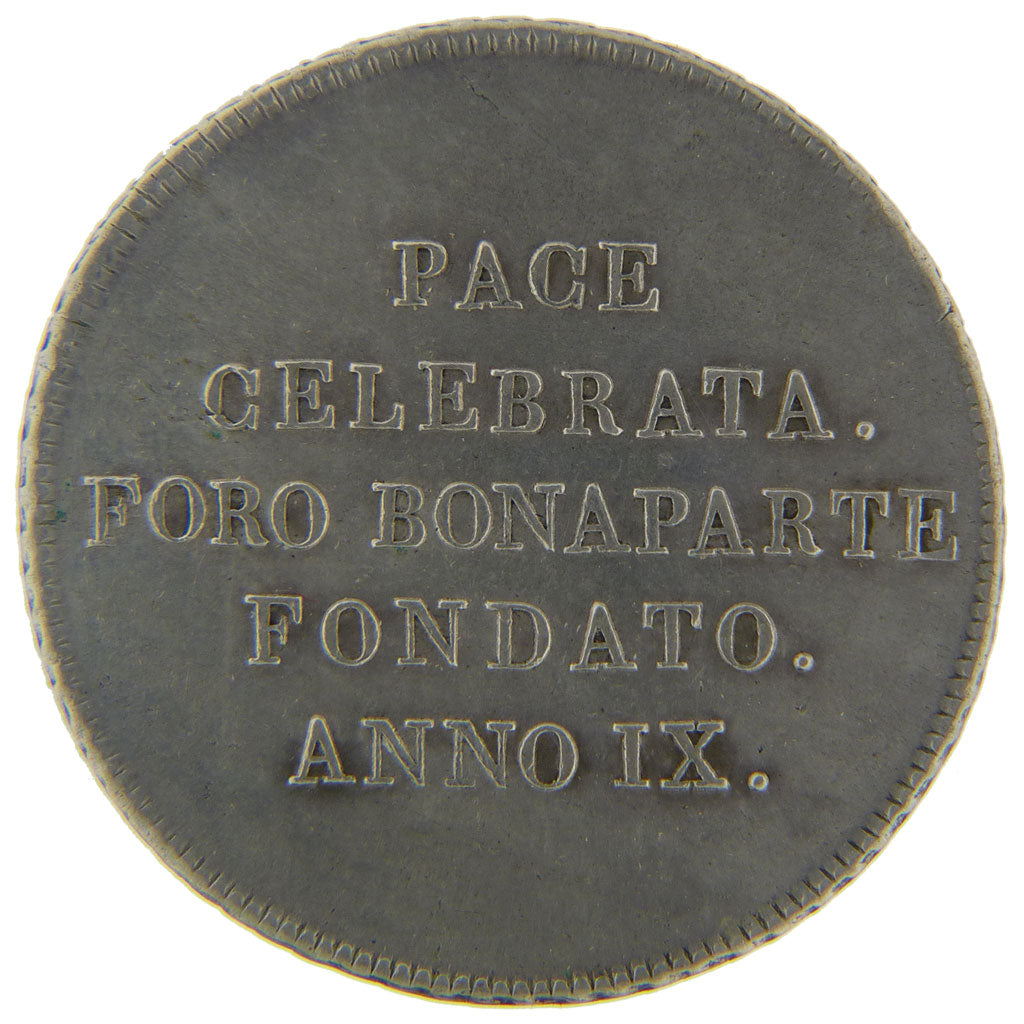 PACE
CELEBRATA.
FORO BONAPARTE
FONDATO.
ANNO IX.